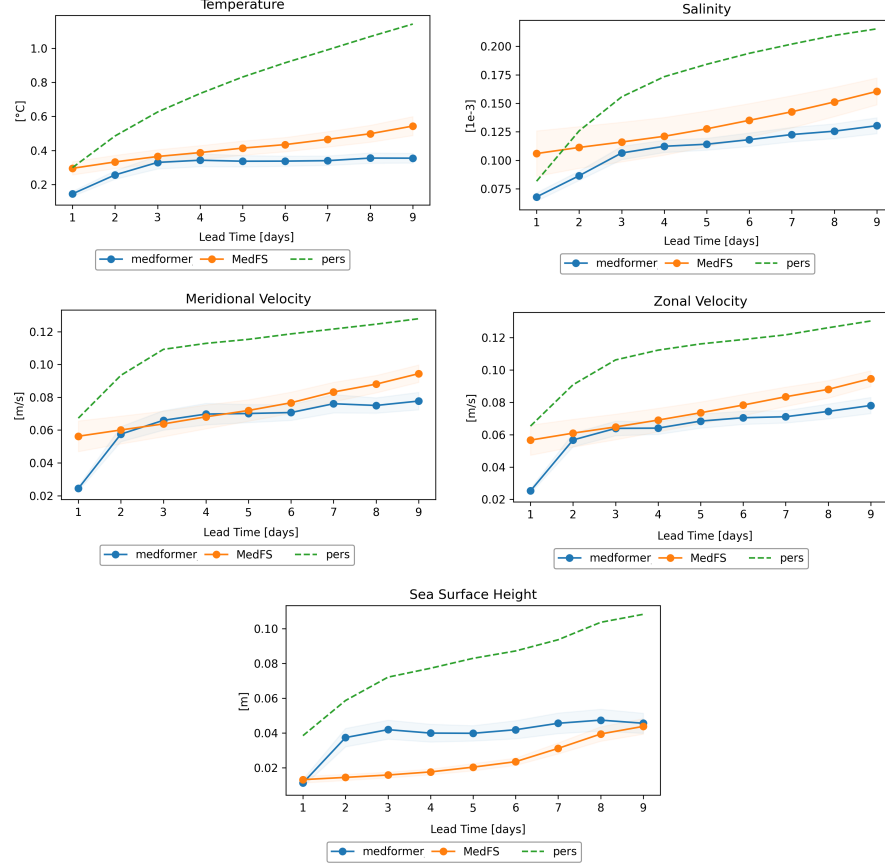 Temperature
[°C]
1.0
0.8
0.6
0.4
0.2
1 2 3 4 5 6 7 8 9
Lead Time [days]
medformer MedFS pers
Salinity
[1e-3]
0.200
0.175
0.150
0.125
0.100
0.075
1 2 3 4 5 6 7 8 9
Lead Time [days]
medformer MedFS pers
Meridional Velocity
[m/s]
0.12
0.10
0.08
0.06
0.04
0.02
1 2 3 4 5 6 7 8 9
Lead Time [days]
medformer MedFS pers
Zonal Velocity
[m/s]
0.12
0.10
0.08
0.06
0.04
0.02
1 2 3 4 5 6 7 8 9
Lead Time [days]
medformer MedFS pers
Sea Surface Height
[m]
0.10
0.08
0.06
0.04
0.02
1 2 3 4 5 6 7 8 9
Lead Time [days]
medformer MedFS pers